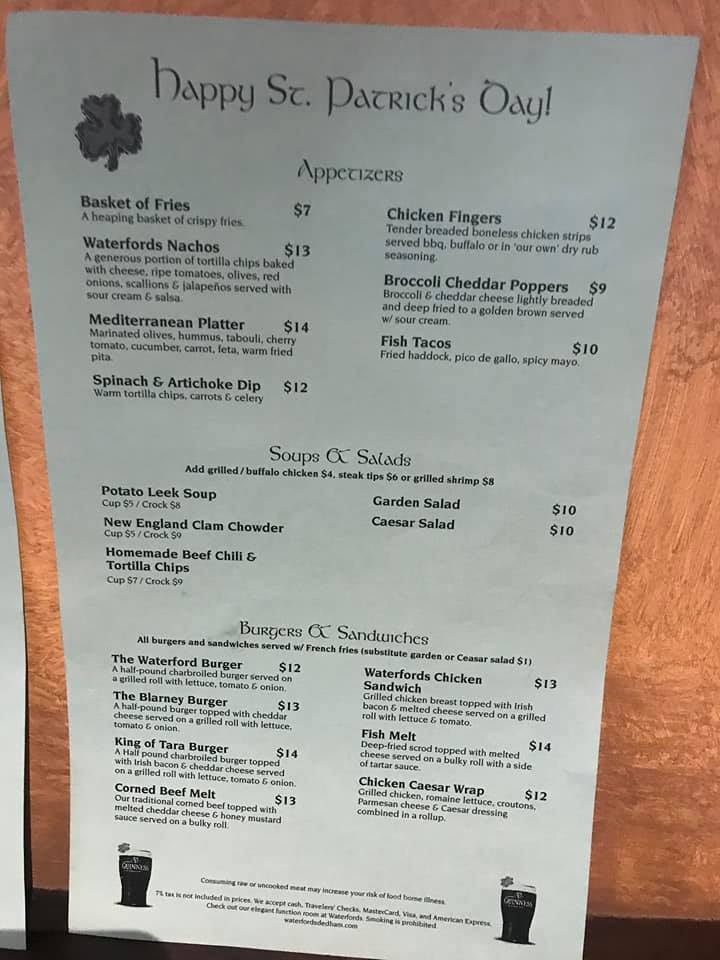 Happy St. Patrick's Day!
Appetizers
Basket of Fries $7
A heaping basket of crispy fries.
Waterfords Nachos $13
A generous portion of tortilla chips baked
with cheese, ripe tomatoes, olives, red
onions, scallions & jalapeños served with
sour cream & salsa.
Mediterranean Platter $14
Marinated olives, hummus, tabouli, cherry
tomato, cucumber, carrot, feta, warm fried
pita.
Spinach & Artichoke Dip $12
Warm tortilla chips, carrots & celery
Chicken Fingers $12
Tender breaded boneless chicken strips
served bbq, buffalo or in 'our own' dry rub
seasoning.
Broccoli Cheddar Poppers $9
Broccoli & cheddar cheese lightly breaded
and deep fried to a golden brown served
w/ sour cream.
Fish Tacos $10
Fried haddock, pico de gallo, spicy mayo.
Soups & Salads
Add grilled / buffalo chicken $4, steak tips $6 or grilled shrimp $8
Potato Leek Soup
Cup $5 / Crock $8
New England Clam Chowder
Cup $5 / Crock $9
Homemade Beef Chili &
Tortilla Chips
Cup $7 / Crock $9
Garden Salad $10
Caesar Salad $10
Burgers & Sandwiches
All burgers and sandwiches served w/ French fries (substitute garden or Ceasar salad $1)
The Waterford Burger $12
A half-pound charbroiled burger served on
a grilled roll with lettuce, tomato & onion.
The Blarney Burger $13
A half-pound burger topped with cheddar
cheese served on a grilled roll with lettuce,
tomato & onion.
King of Tara Burger $14
A Half pound charbroiled burger topped
with Irish bacon & cheddar cheese served
on a grilled roll with lettuce, tomato & onion.
Corned Beef Melt $13
Our traditional corned beef topped with
melted cheddar cheese & honey mustard
sauce served on a bulky roll.
Waterfords Chicken
Sandwich $13
Grilled chicken breast topped with Irish
bacon & melted cheese served on a grilled
roll with lettuce & tomato.
Fish Melt $14
Deep-fried scrod topped with melted
cheese served on a bulky roll with a side
of tartar sauce.
Chicken Caesar Wrap $12
Grilled chicken, romaine lettuce, croutons,
Parmesan cheese & Caesar dressing
combined in a rollup.
GUINNESS
GUINNESS
Consuming raw or uncooked meat may increase your risk of food borne illness.
7% tax is not included in prices. We accept cash, Travelers' Checks, MasterCard, Visa, and American Express.
Check out our elegant function room at Waterfords. Smoking is prohibited
waterfordsdedham.com